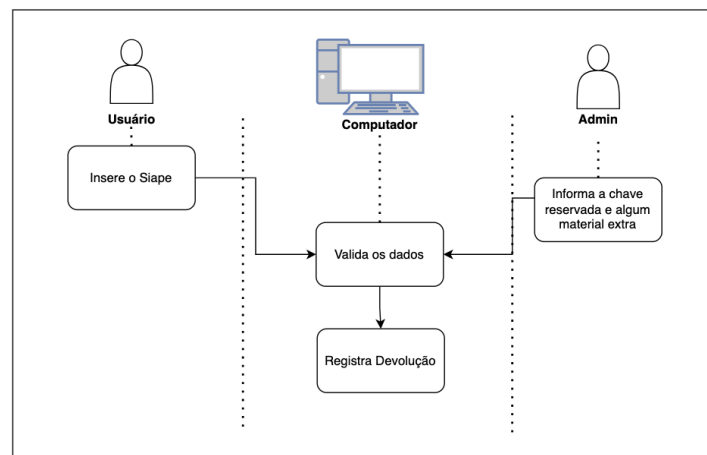 Usuário
Computador
Admin
Insere o Siape
Informa a chave
reservada e algum
material extra
Valida os dados
Registra Devolução